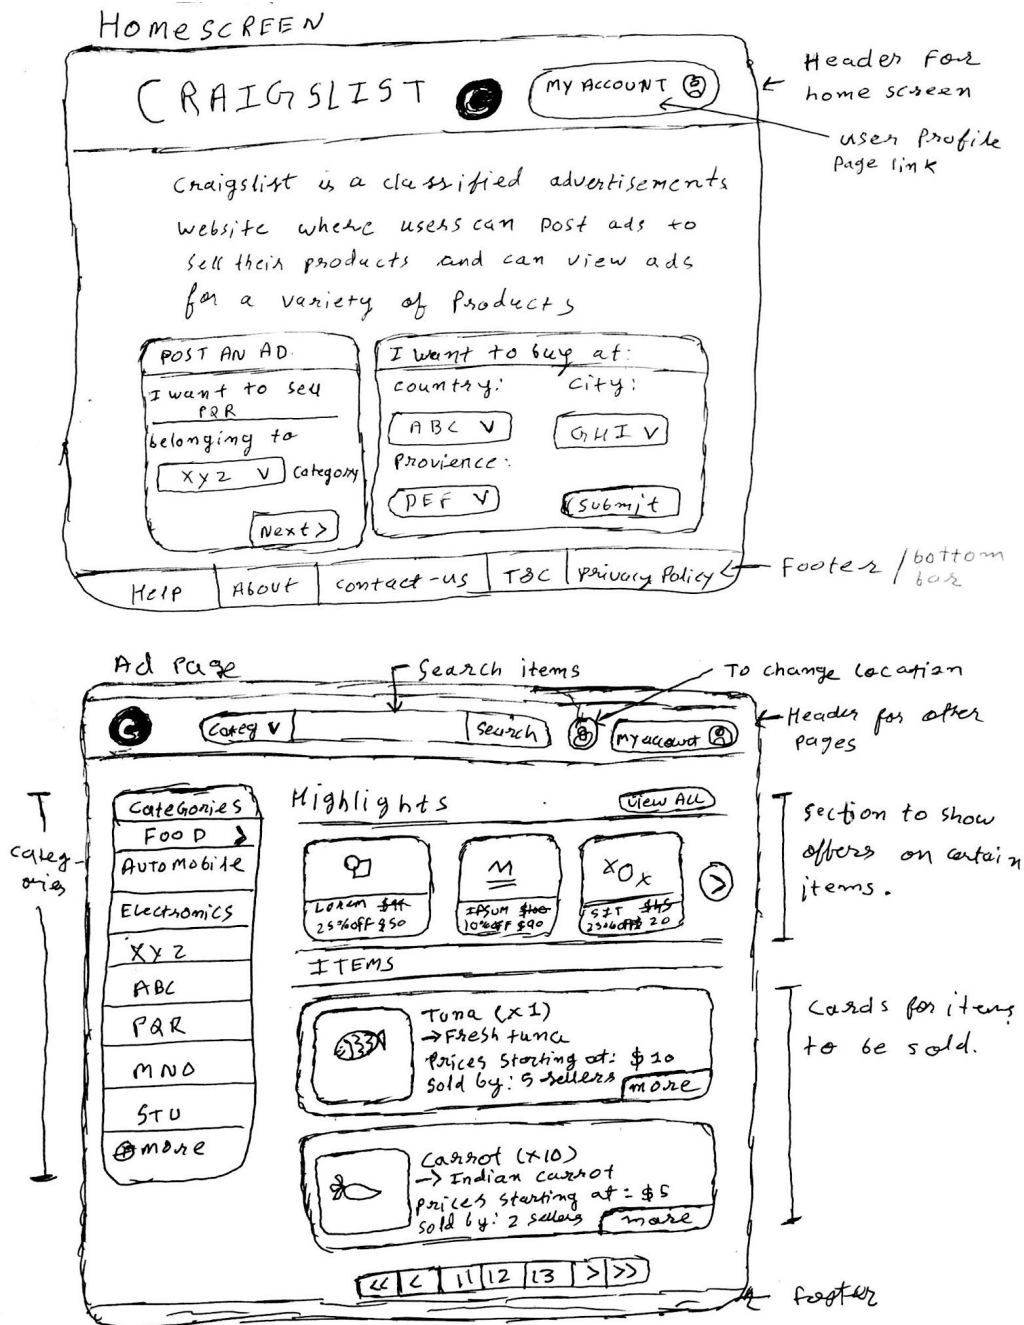 HomeSCREEN
CRAIGSLIST C MY ACCOUNT
Header For
home screen
user Profile
Page link
Craigslist is a classified advertisements
website where users can post ads to
sell their products and can view ads
for a variety of Products
POST AN AD.
I want to sell
PQR
belonging to
XYZ V Category
Next >
I want to buy at:
country: City:
ABC V GHI V
Provience:
DEF V Submit
Help About Contact-us T&C Privacy Policy
Footer / bottom
bar
Ad Page
Search items
To change Location
C Categ V Search My account
Header for other
pages
Categories
FOOD >
AutoMobile
Electronics
XYZ
ABC
PQR
MNO
STU
more
categ-
ories
Highlights View ALL
LOREM
25%off $50
IPSUM $100
10%off $90
SIT
20
>
section to show
offers on certain
items.
ITEMS
Tuna (x1)
→ Fresh tuna
Prices Starting at: $10
Sold by: 5 sellers more
Carrot (x10)
→ Indian carrot
Prices Starting at: $5
Sold by: 2 sellers more
Cards for items
to be sold.
<< < 11 12 13 > >>
footer